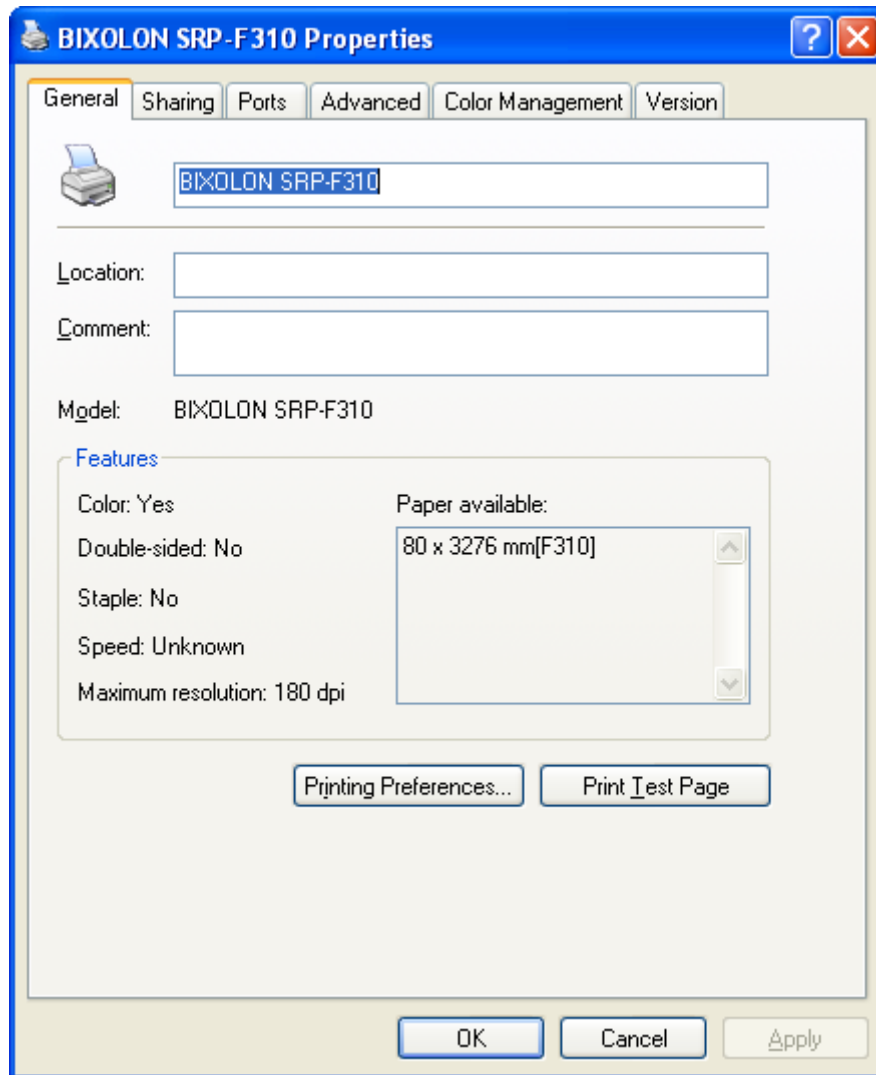 BIXOLON SRP-F310 Properties
General Sharing Ports Advanced Color Management Version
BIXOLON SRP-F310
Location:
Comment:
Model: BIXOLON SRP-F310
Features
Color: Yes
Double-sided: No
Staple: No
Speed: Unknown
Maximum resolution: 180 dpi
Paper available:
80 x 3276 mm[F310]
Printing Preferences... Print Test Page
OK Cancel Apply